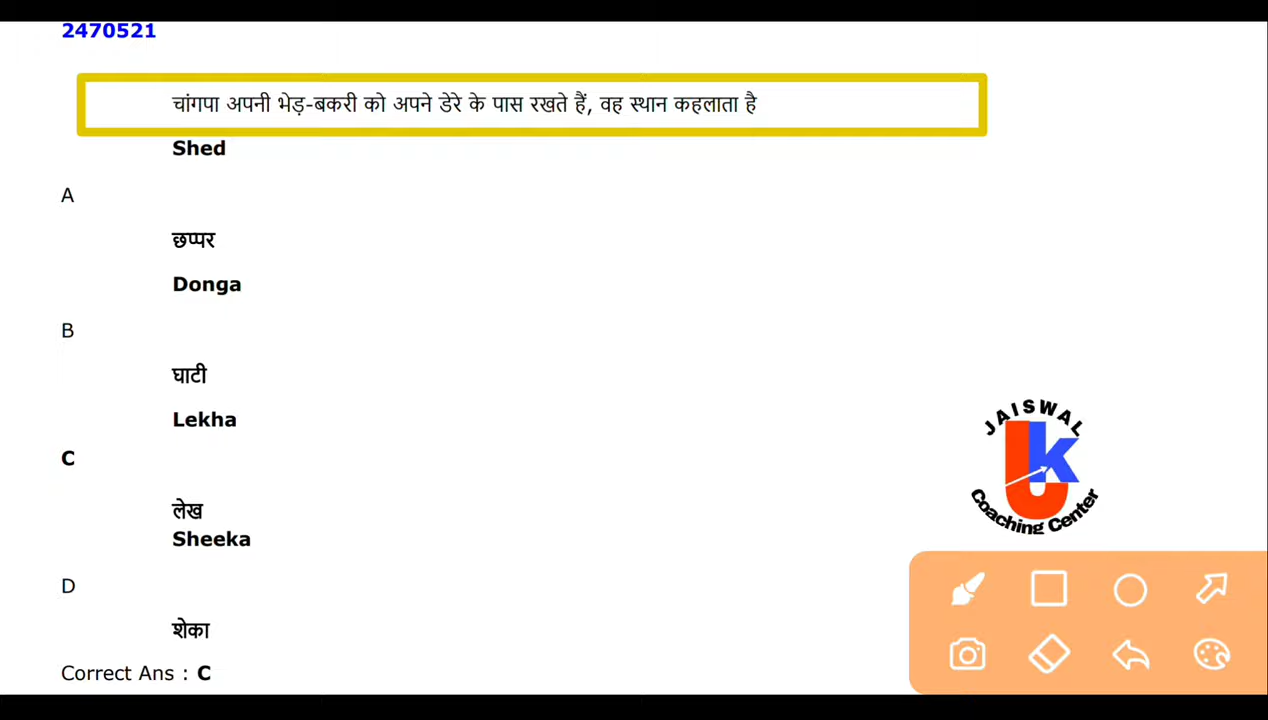 2470521
चांगपा अपनी भेड़-बकरी को अपने डेरे के पास रखते हैं, वह स्थान कहलाता है
Shed
A
छप्पर
Donga
B
घाटी
Lekha
C
लेख
Sheeka
D
शेका
Correct Ans : C
JAISWAL
Jk
Coaching Center